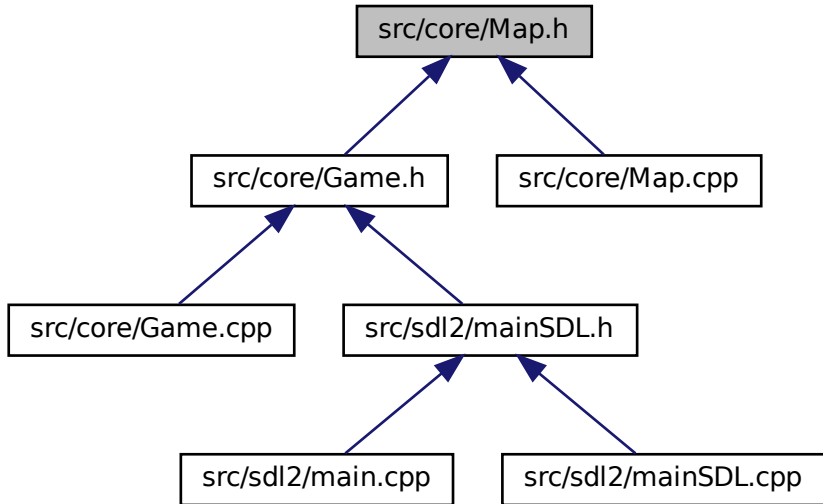 src/core/Map.h
src/core/Game.h
src/core/Map.cpp
src/core/Game.cpp
src/sdl2/mainSDL.h
src/sdl2/main.cpp
src/sdl2/mainSDL.cpp